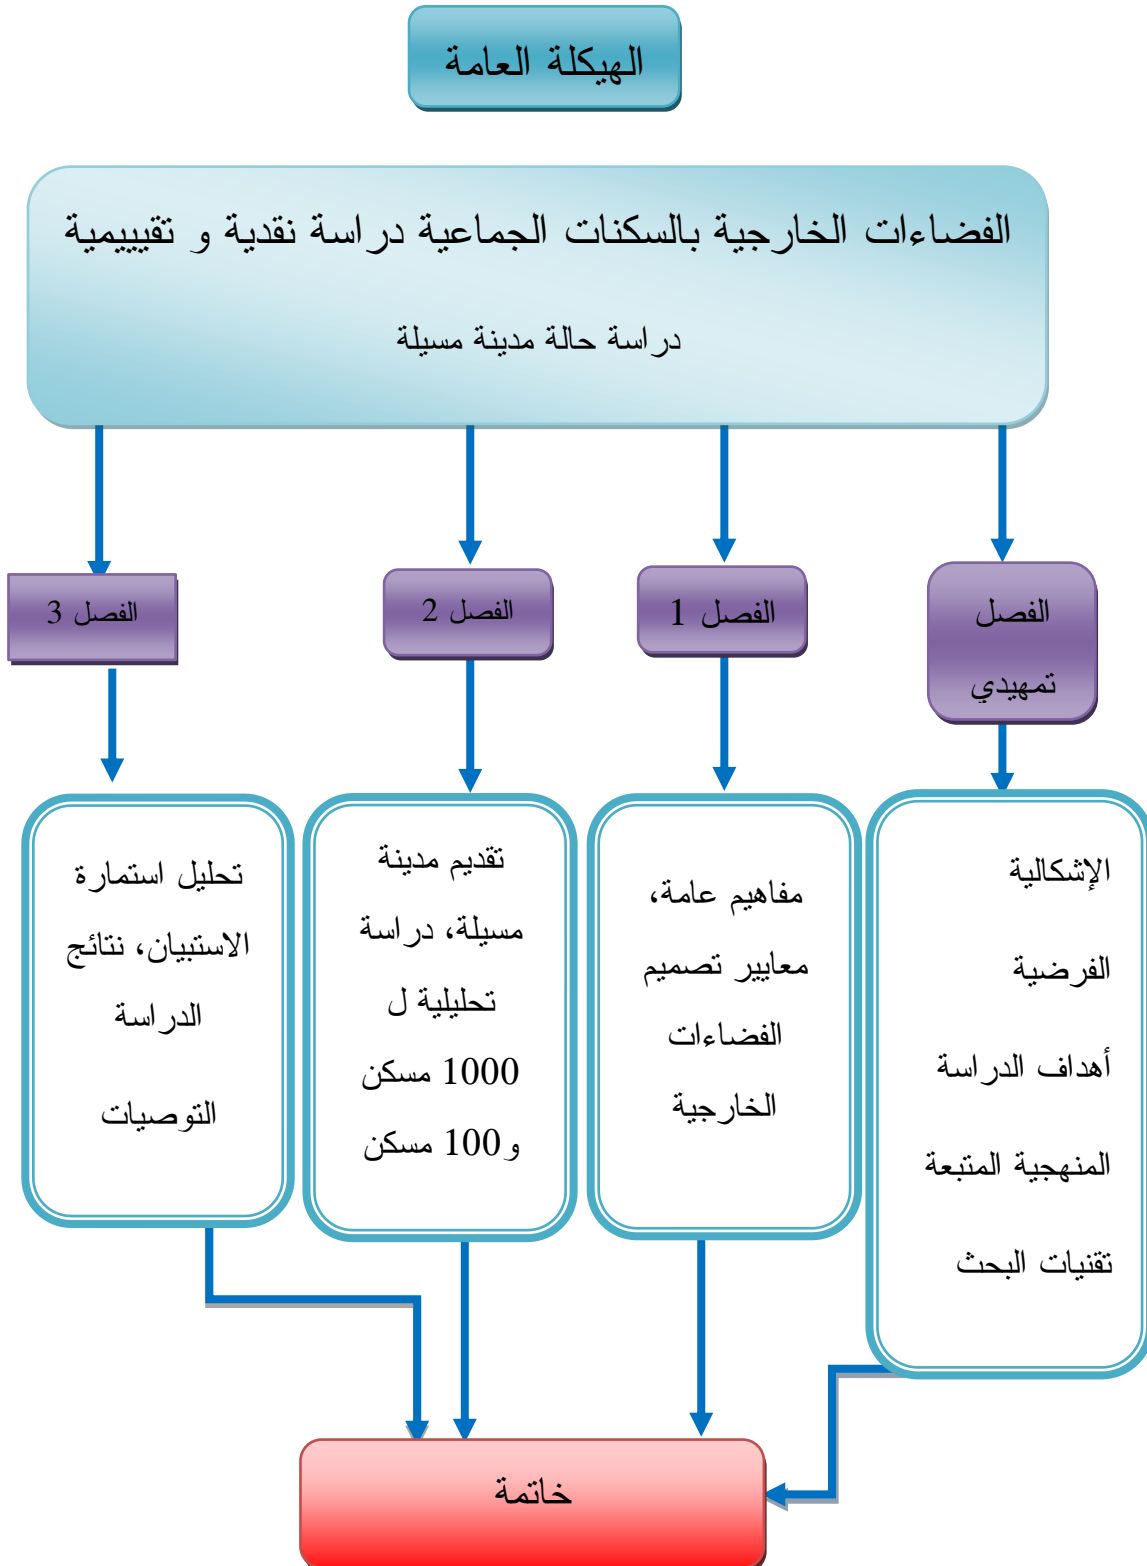 الهيكلة العامة
الفضاءات الخارجية بالسكنات الجماعية دراسة نقدية و تقيييمية
دراسة حالة مدينة مسيلة
الفصل
تمهيدي
الفصل 1
الفصل 2
الفصل 3
الإشكالية
الفرضية
أهداف الدراسة
المنهجية المتبعة
تقنيات البحث
مفاهيم عامة،
معايير تصميم
الفضاءات
الخارجية
تقديم مدينة
مسيلة، دراسة
تحليلية ل
1000 مسكن
و100 مسكن
تحليل استمارة
الاستبيان، نتائج
الدراسة
التوصيات
خاتمة